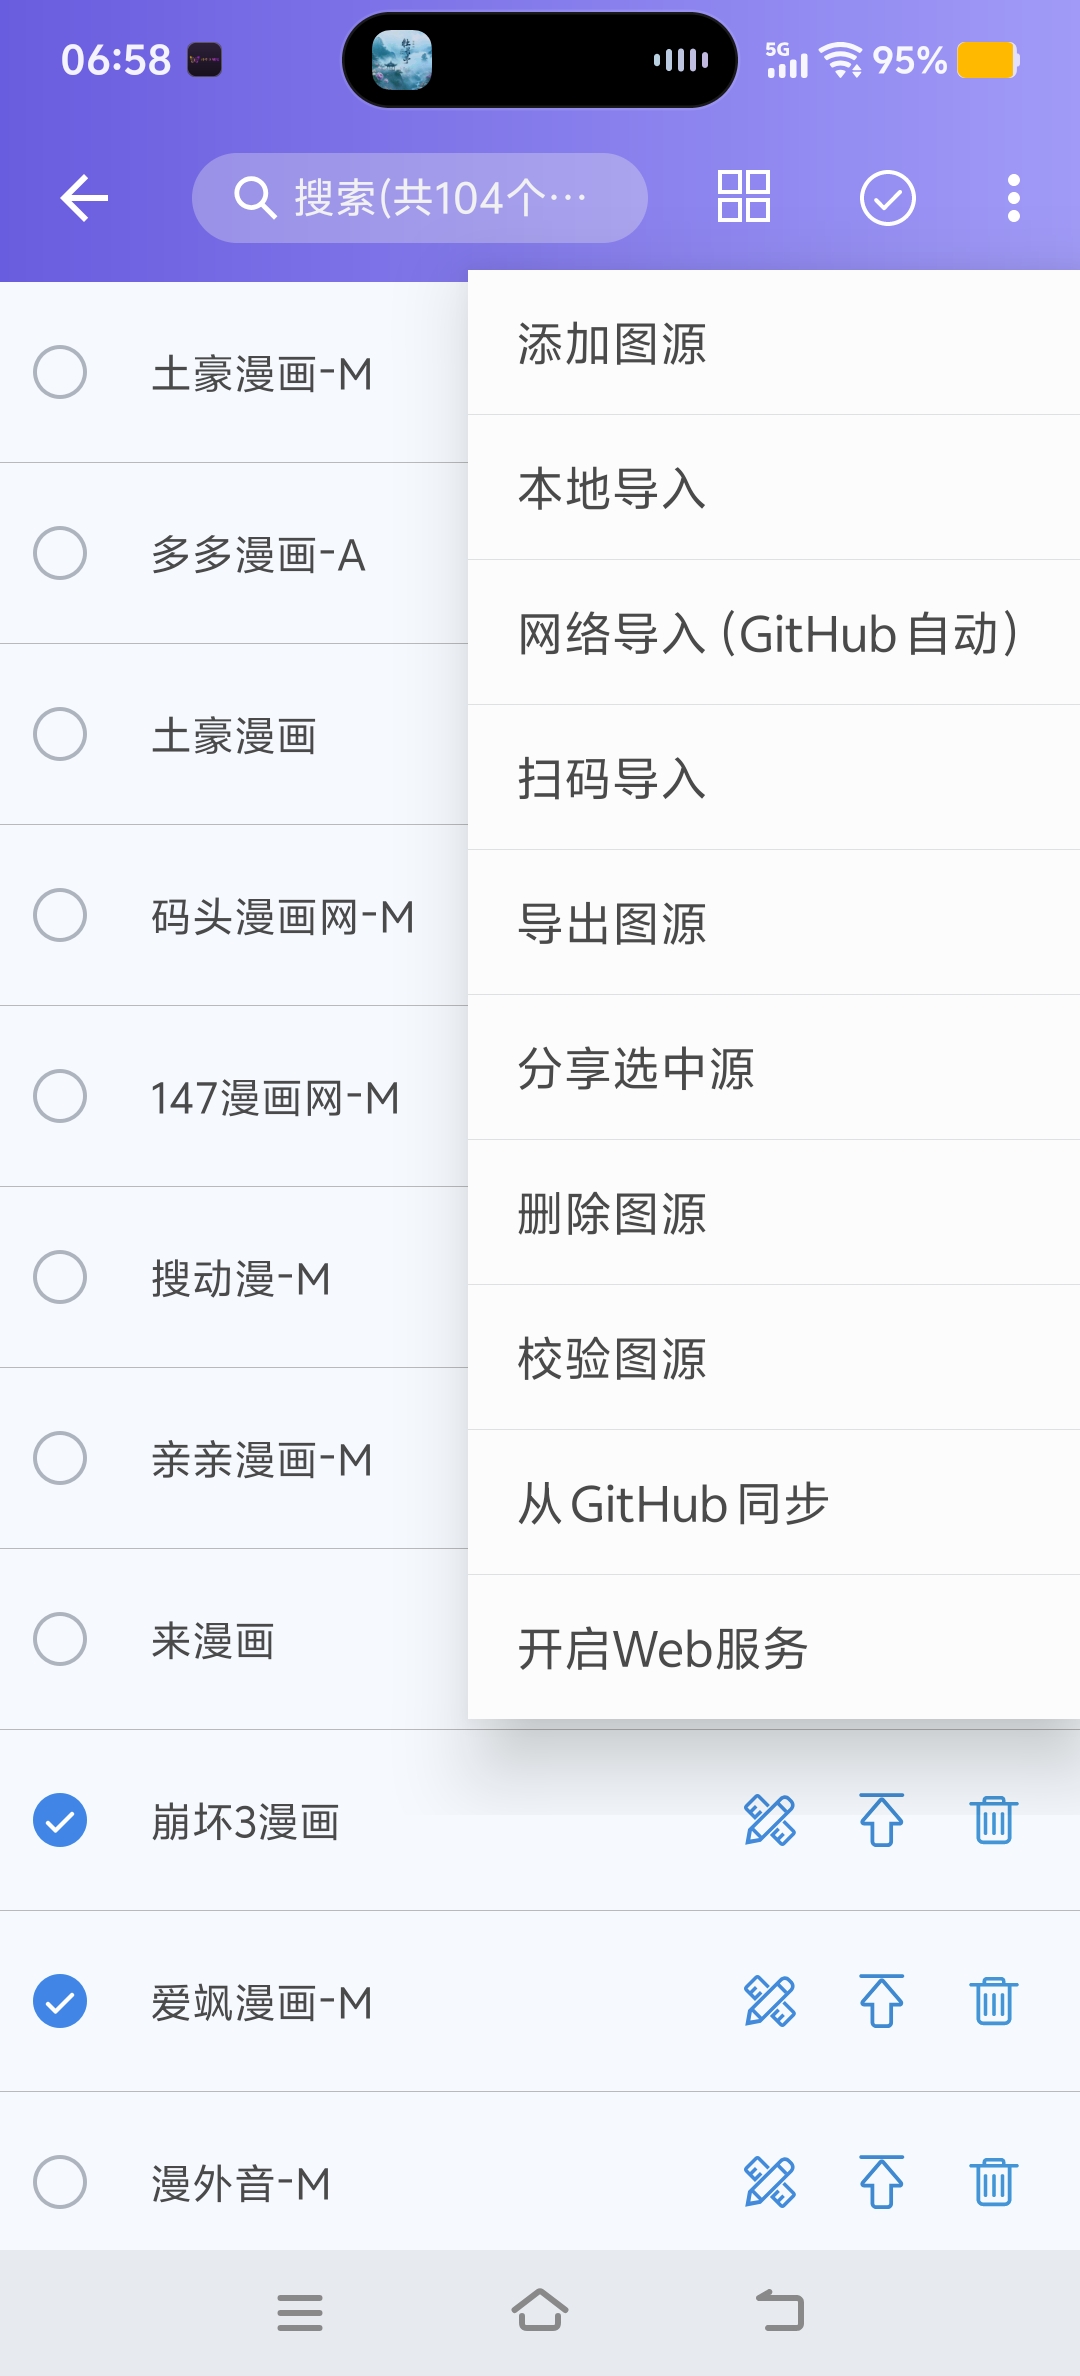 06:58
5G
95%
搜索(共104个…
添加图源
本地导入
网络导入（GitHub自动）
扫码导入
导出图源
分享选中源
删除图源
校验图源
从GitHub同步
开启Web服务
土豪漫画-M
多多漫画-A
土豪漫画
码头漫画网-M
147漫画网-M
搜动漫-M
亲亲漫画-M
来漫画
崩坏3漫画
爱飒漫画-M
漫外音-M